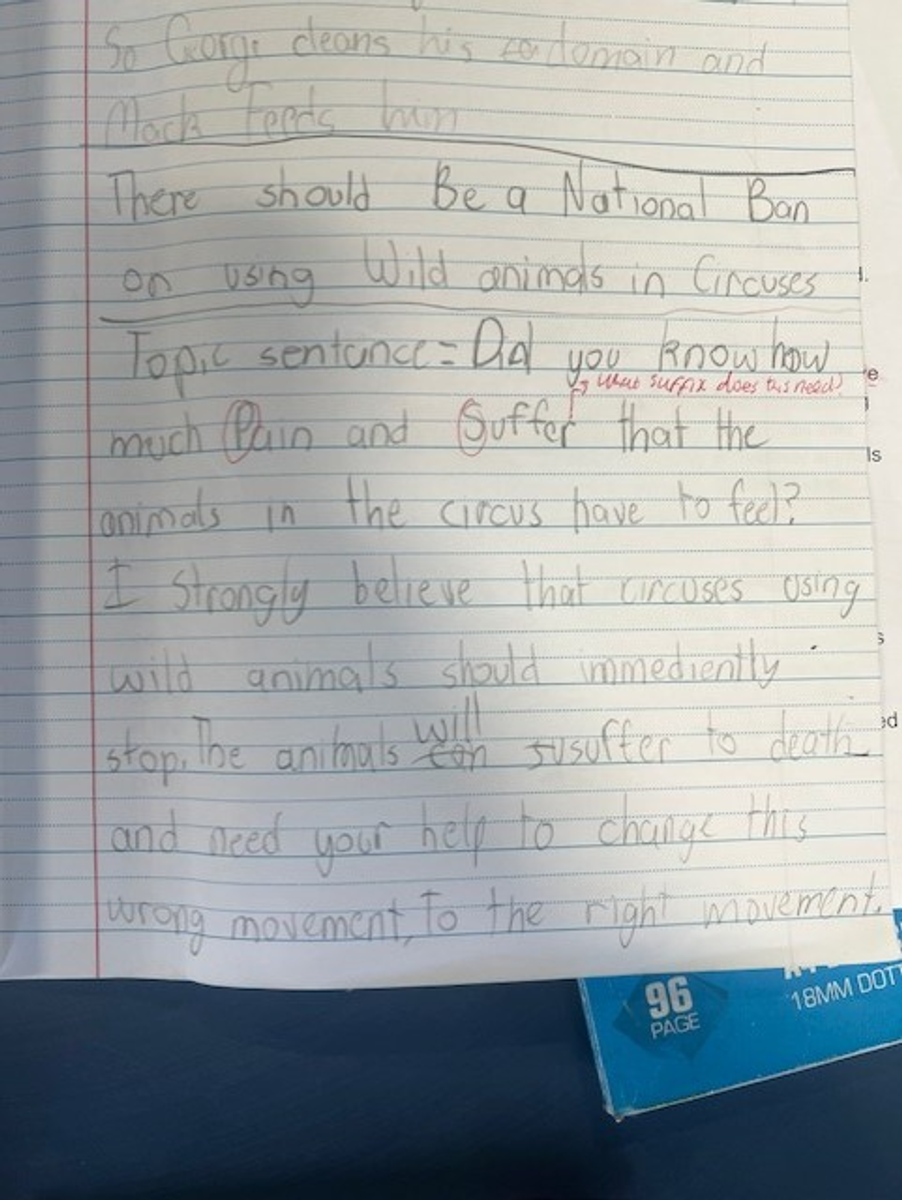 So George cleans his domain and
Mack Feeds him
There should Be a National Ban
on using Wild animals in Circuses
Topic sentance = Did you know how
→ What suffix does this need?
much Pain and Suffer that the
animals in the circus have to feel?
I Strongly believe that circuses using
wild animals should immediently
stop. The animals will can susuffer to death
and need your help to change this
wrong movement, To the right movement.
96
PAGE
18MM DOT